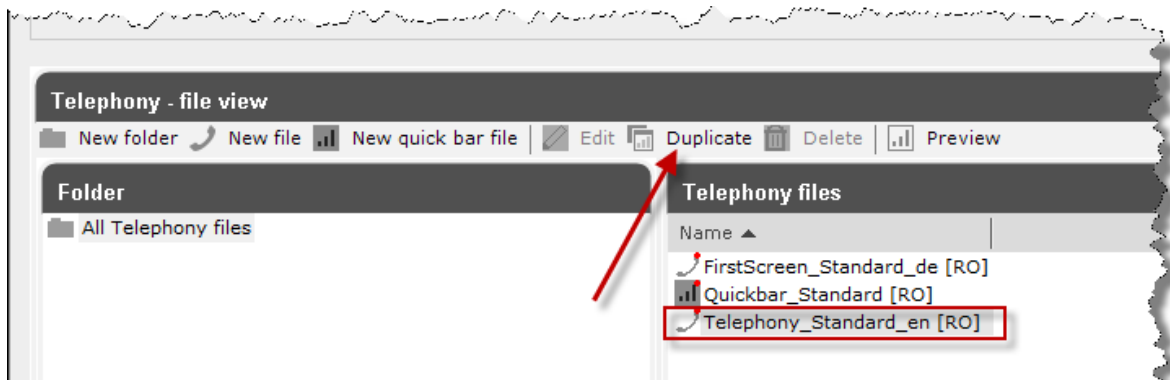 Telephony - file view
New folder New file New quick bar file Edit Duplicate Delete Preview
Folder
All Telephony files
Telephony files
Name
FirstScreen_Standard_de [RO]
Quickbar_Standard [RO]
Telephony_Standard_en [RO]